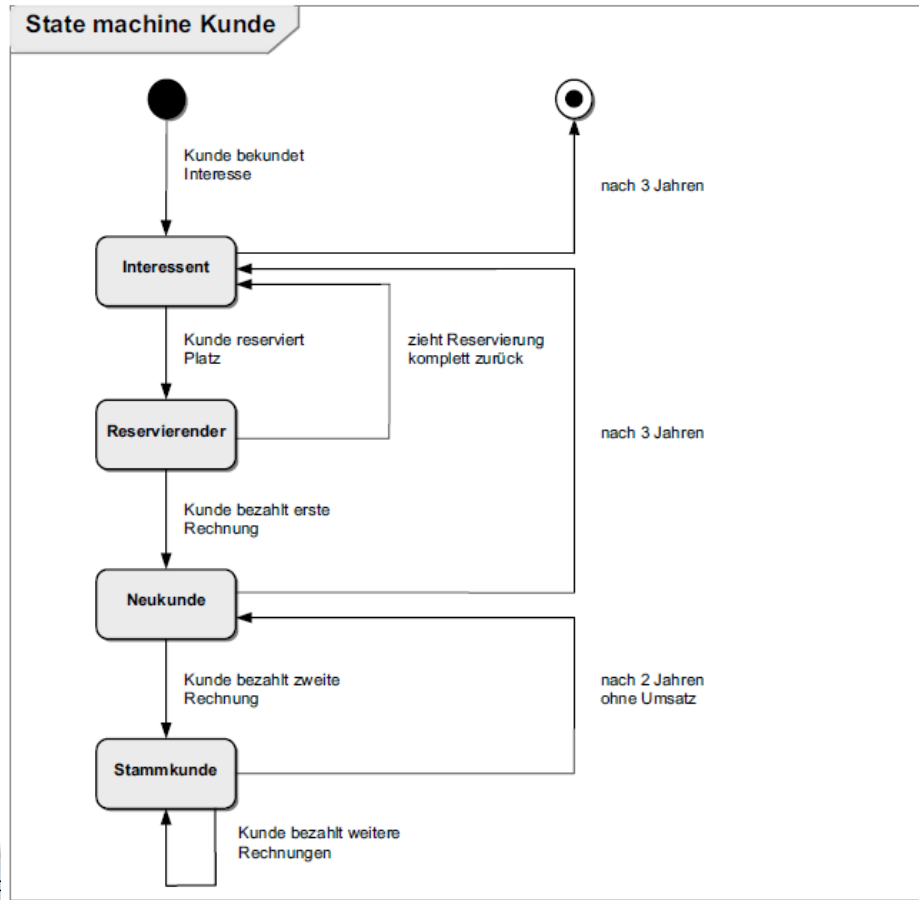 State machine Kunde
Kunde bekundet
Interesse
nach 3 Jahren
Interessent
Kunde reserviert
Platz
zieht Reservierung
komplett zurück
Reservierender
nach 3 Jahren
Kunde bezahlt erste
Rechnung
Neukunde
Kunde bezahlt zweite
Rechnung
nach 2 Jahren
ohne Umsatz
Stammkunde
Kunde bezahlt weitere
Rechnungen